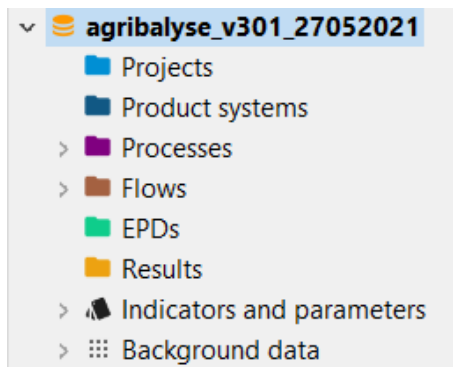 agribalyse_v301_27052021
Projects
Product systems
Processes
Flows
EPDs
Results
Indicators and parameters
Background data